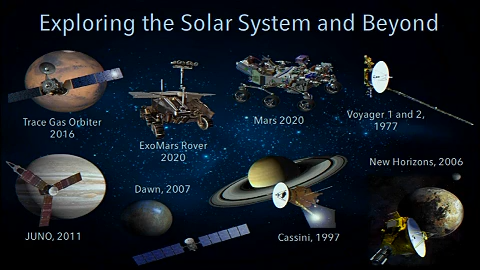 Exploring the Solar System and Beyond
Trace Gas Orbiter
2016
ExoMars Rover
2020
Mars 2020
Voyager 1 and 2,
1977
JUNO, 2011
Dawn, 2007
Cassini, 1997
New Horizons, 2006